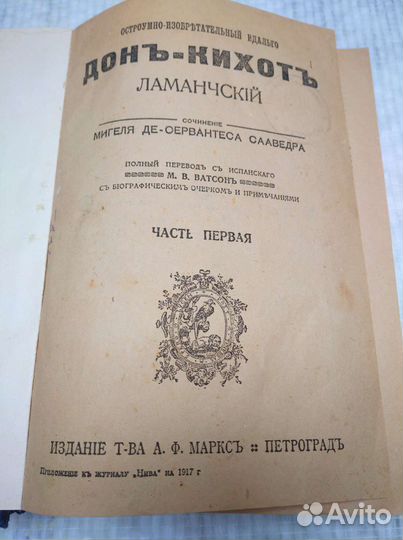 ОСТРОУМНО-ИЗОБРѢТАТЕЛЬНЫЙ ИДАЛЬГО
ДОНЪ-КИХОТЪ
ЛАМАНЧСКІЙ
СОЧИНЕНІЕ
МИГЕЛЯ ДЕ-СЕРВАНТЕСА СААВЕДРА
ПОЛНЫЙ ПЕРЕВОДЪ СЪ ИСПАНСКАГО
М. В. ВАТСОНЪ
СЪ БІОГРАФИЧЕСКИМЪ ОЧЕРКОМЪ И ПРИМѢЧАНІЯМИ
ЧАСТЬ ПЕРВАЯ
ИЗДАНІЕ Т-ВА А. Ф. МАРКСЪ :: ПЕТРОГРАДЪ
Приложеніе къ журналу „Нива" на 1917 г
Avito